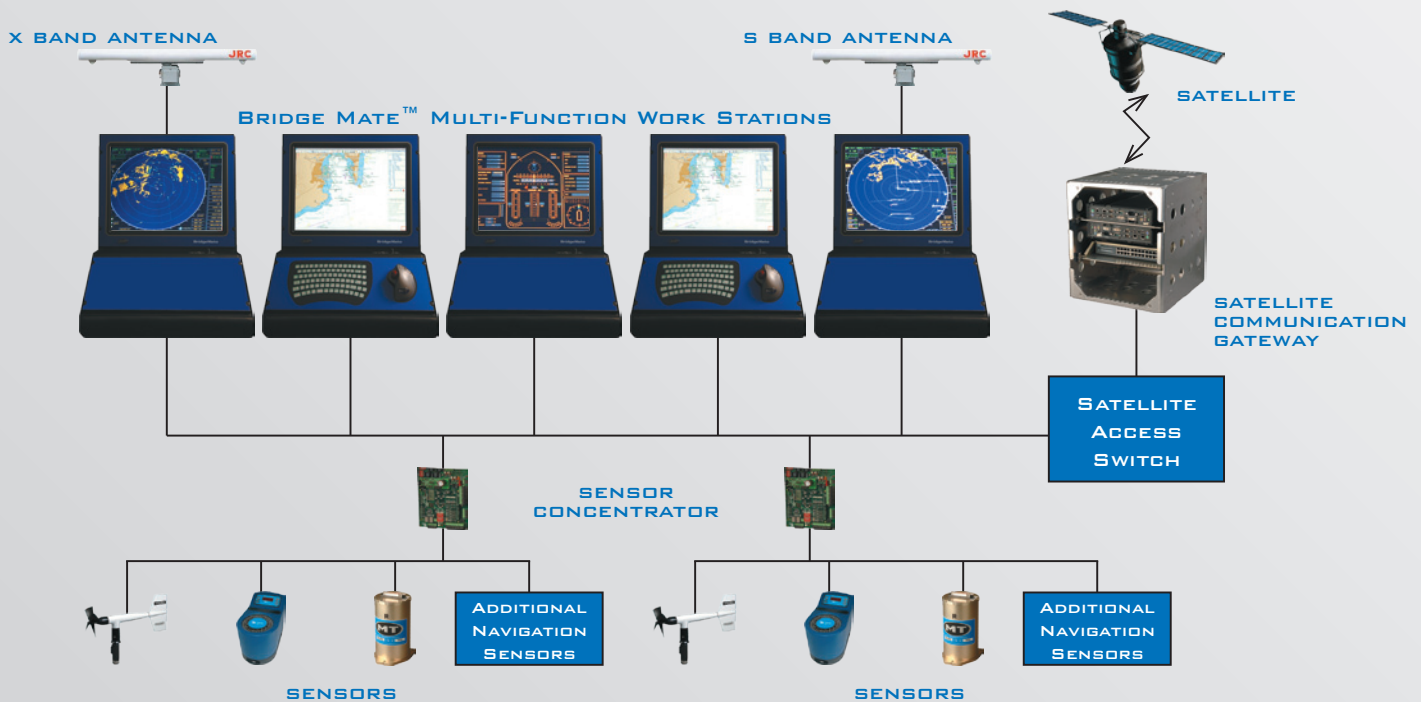 X BAND ANTENNA
JRC
S BAND ANTENNA
JRC
SATELLITE
BRIDGE MATE™ MULTI-FUNCTION WORK STATIONS
SATELLITE
COMMUNICATION
GATEWAY
SATELLITE
ACCESS
SWITCH
SENSOR
CONCENTRATOR
MT
ADDITIONAL
NAVIGATION
SENSORS
MT
ADDITIONAL
NAVIGATION
SENSORS
SENSORS
SENSORS